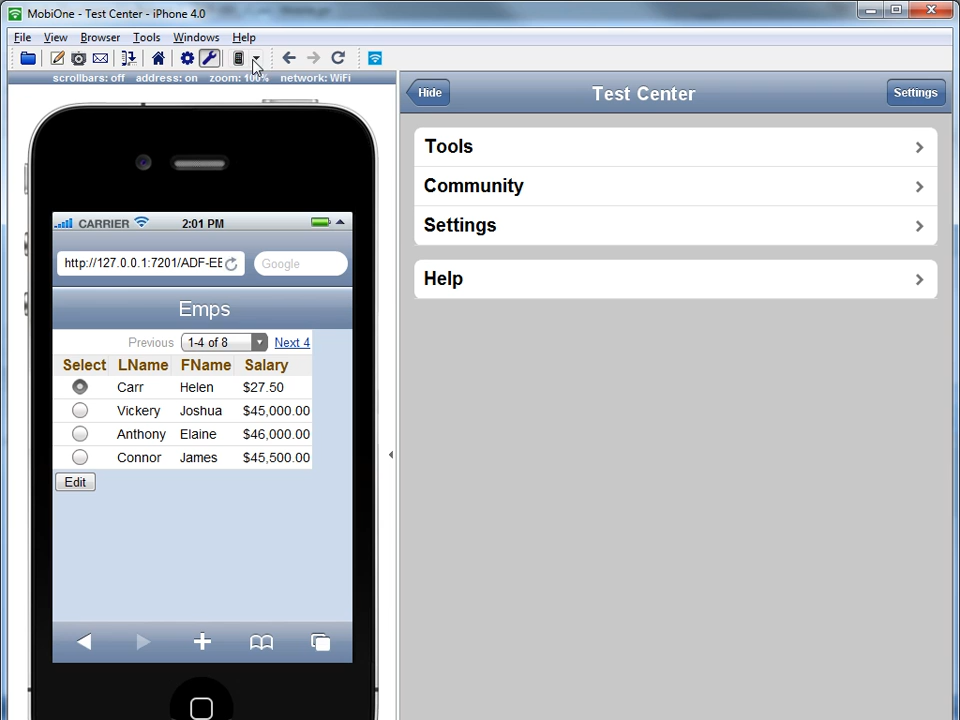 MobiOne - Test Center - iPhone 4.0
File View Browser Tools Windows Help
scrollbars: off address: on zoom: 100% network: WiFi
Hide Test Center Settings
Tools
Community
Settings
Help
CARRIER 2:01 PM
http://127.0.0.1:7201/ADF-EE Google
Emps
Previous 1-4 of 8 Next 4
Select LName FName Salary
Carr Helen $27.50
Vickery Joshua $45,000.00
Anthony Elaine $46,000.00
Connor James $45,500.00
Edit